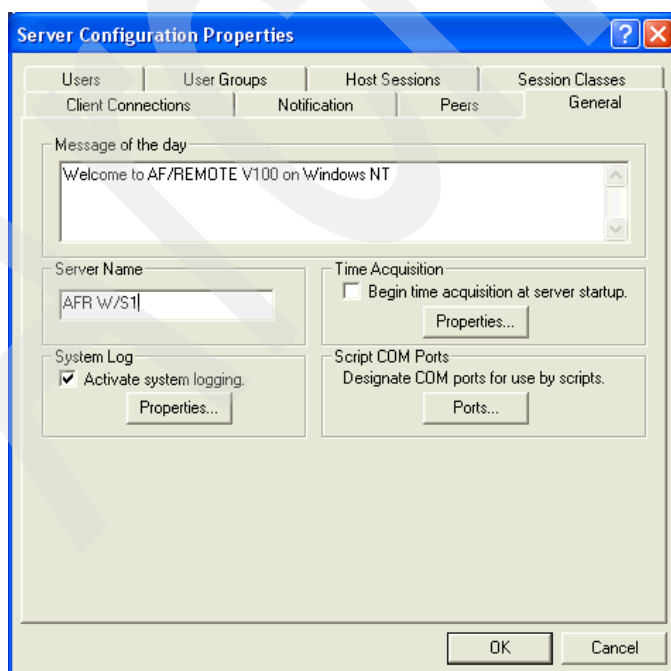 Server Configuration Properties
Users User Groups Host Sessions Session Classes
Client Connections Notification Peers General
Message of the day
Welcome to AF/REMOTE V100 on Windows NT
Server Name Time Acquisition
AFR W/S1 Begin time acquisition at server startup.
Properties...
System Log Script COM Ports
Activate system logging. Designate COM ports for use by scripts.
Properties... Ports...
OK Cancel